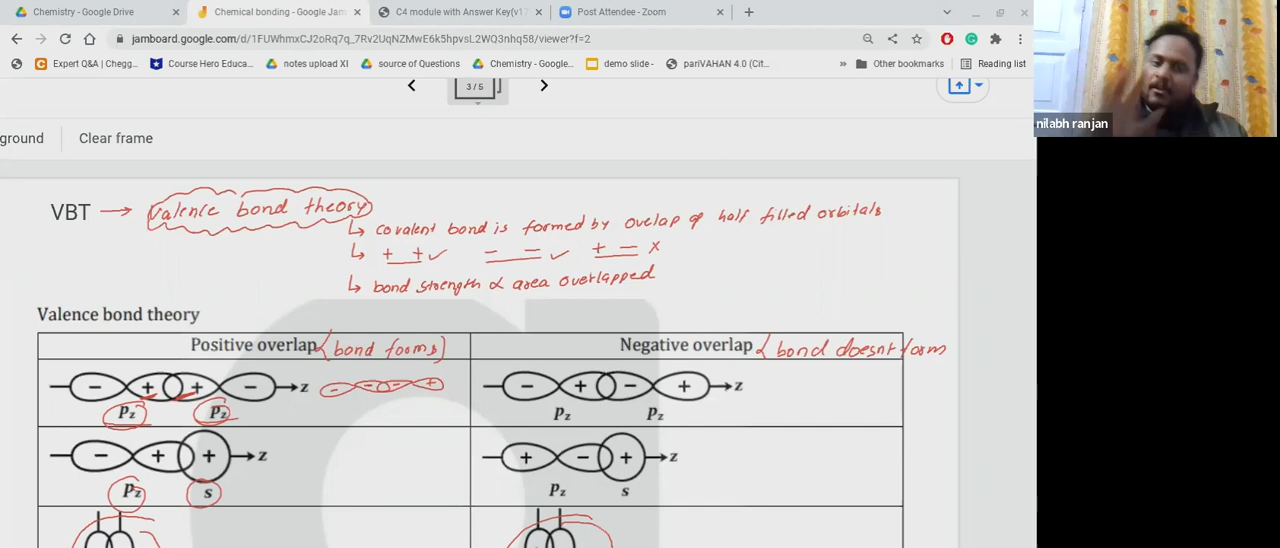 Chemistry - Google Drive
Chemical bonding - Google Jam
C4 module with Answer Key(v1
Post Attendee - Zoom
jamboard.google.com/d/1FUWhmxCJ2oRq7q_7Rv2UqNZMwE6k5hpvsL2WQ3nhq58/viewer?f=2
Expert Q&A | Chegg...
Course Hero Educa...
notes upload XI
source of Questions
Chemistry - Google...
demo slide -
pariVAHAN 4.0 (Cit...
»
Other bookmarks
Reading list
3 / 5
nilabh ranjan
ground
Clear frame
VBT → Valence bond theory
↳ covalent bond is formed by overlap of half filled orbitals
↳ + + ✓ - - ✓ + - x
↳ bond strength ∝ area overlapped
Valence bond theory
Positive overlap (bond forms)
Negative overlap (bond doesnt form
- + + - z
- - - +
- + - + z
pz pz
pz pz
- + + z
+ - + z
pz s
pz s